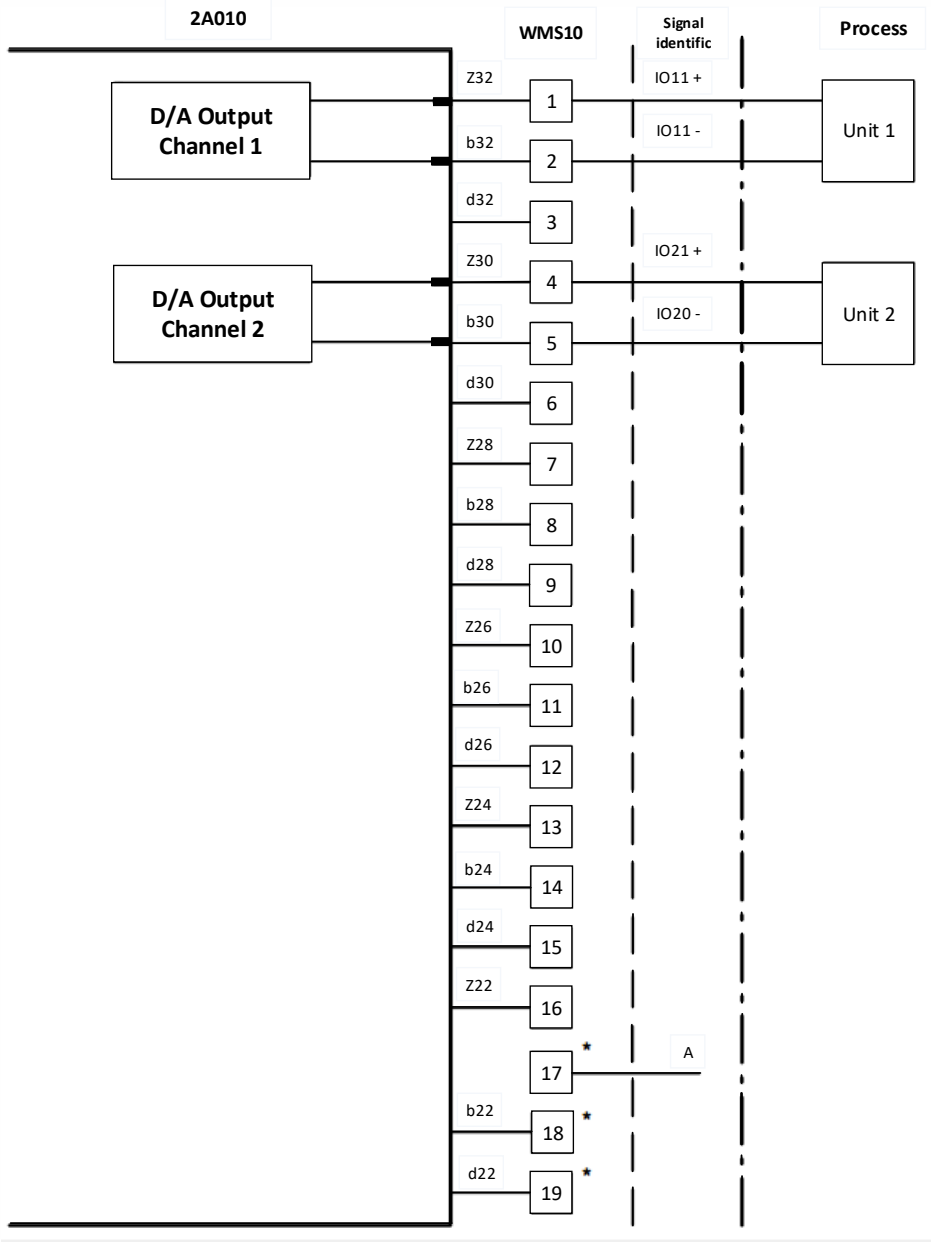 2A010
WMS10
Signal
identific
Process
D/A Output
Channel 1
Z32
1
IO11 +
Unit 1
b32
2
IO11 -
d32
3
D/A Output
Channel 2
Z30
4
IO21 +
Unit 2
b30
5
IO20 -
d30
6
Z28
7
b28
8
d28
9
Z26
10
b26
11
d26
12
Z24
13
b24
14
d24
15
Z22
16
17
*
A
b22
18
*
d22
19
*